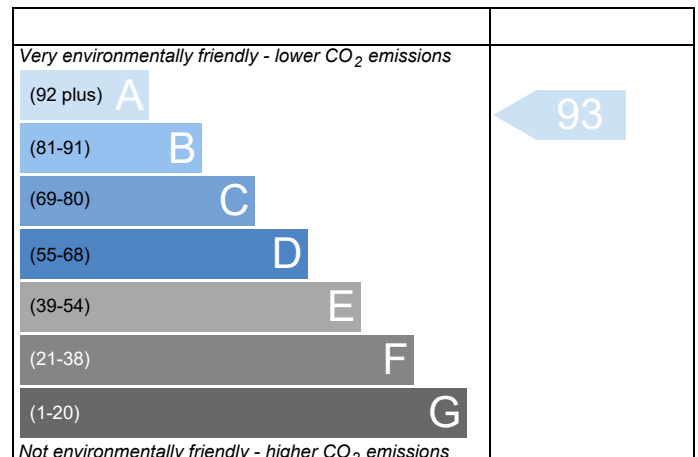 Very environmentally friendly - lower CO₂ emissions
(92 plus) A
93
(81-91) B
(69-80) C
(55-68) D
(39-54) E
(21-38) F
(1-20) G
Not environmentally friendly - higher CO₂ emissions